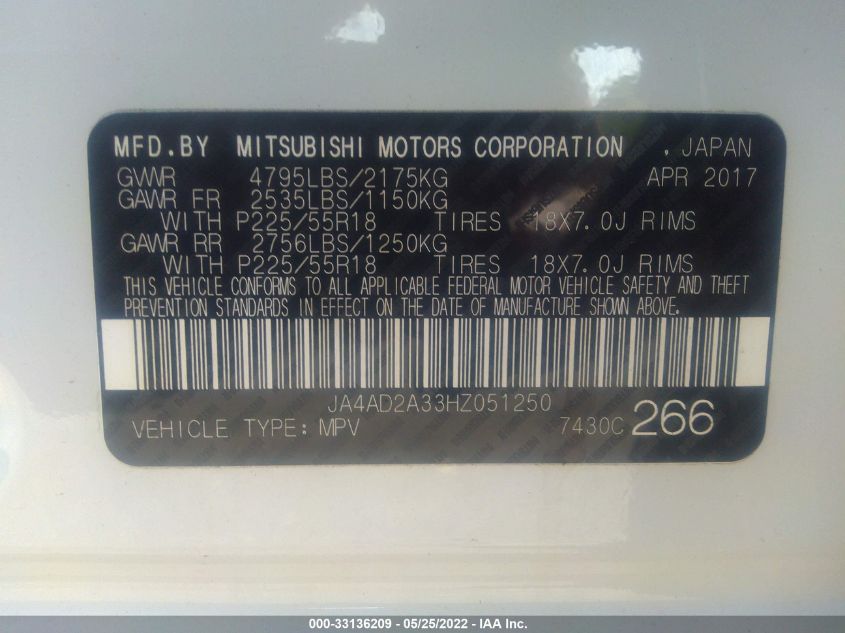 MFD.BY MITSUBISHI MOTORS CORPORATION , JAPAN
GVWR 4795LBS/2175KG APR 2017
GAWR FR 2535LBS/1150KG
WITH P225/55R18 TIRES 18X7.0J RIMS
GAWR RR 2756LBS/1250KG
WITH P225/55R18 TIRES 18X7.0J RIMS
THIS VEHICLE CONFORMS TO ALL APPLICABLE FEDERAL MOTOR VEHICLE SAFETY AND THEFT
PREVENTION STANDARDS IN EFFECT ON THE DATE OF MANUFACTURE SHOWN ABOVE.
JA4AD2A33HZ051250
VEHICLE TYPE: MPV 7430C 266
000-33136209 - 05/25/2022 - IAA Inc.